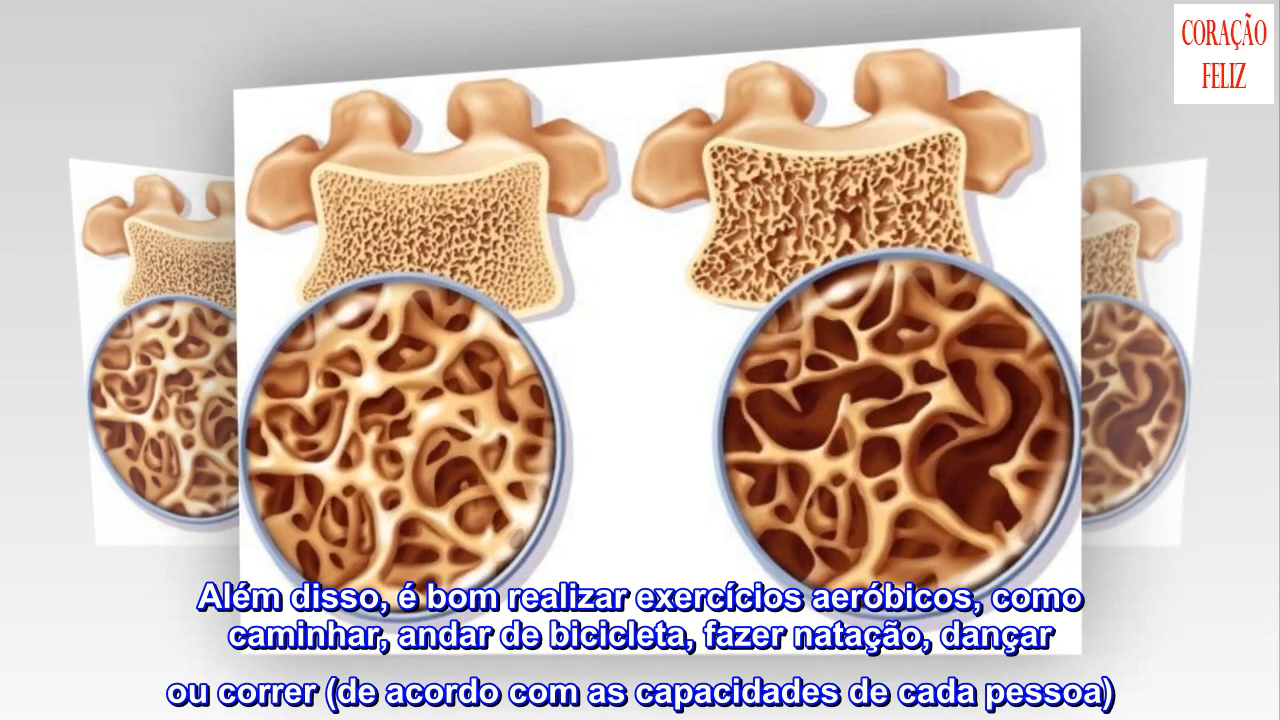 CORAÇÃO
FELIZ
Além disso, é bom realizar exercícios aeróbicos, como
caminhar, andar de bicicleta, fazer natação, dançar
ou correr (de acordo com as capacidades de cada pessoa)